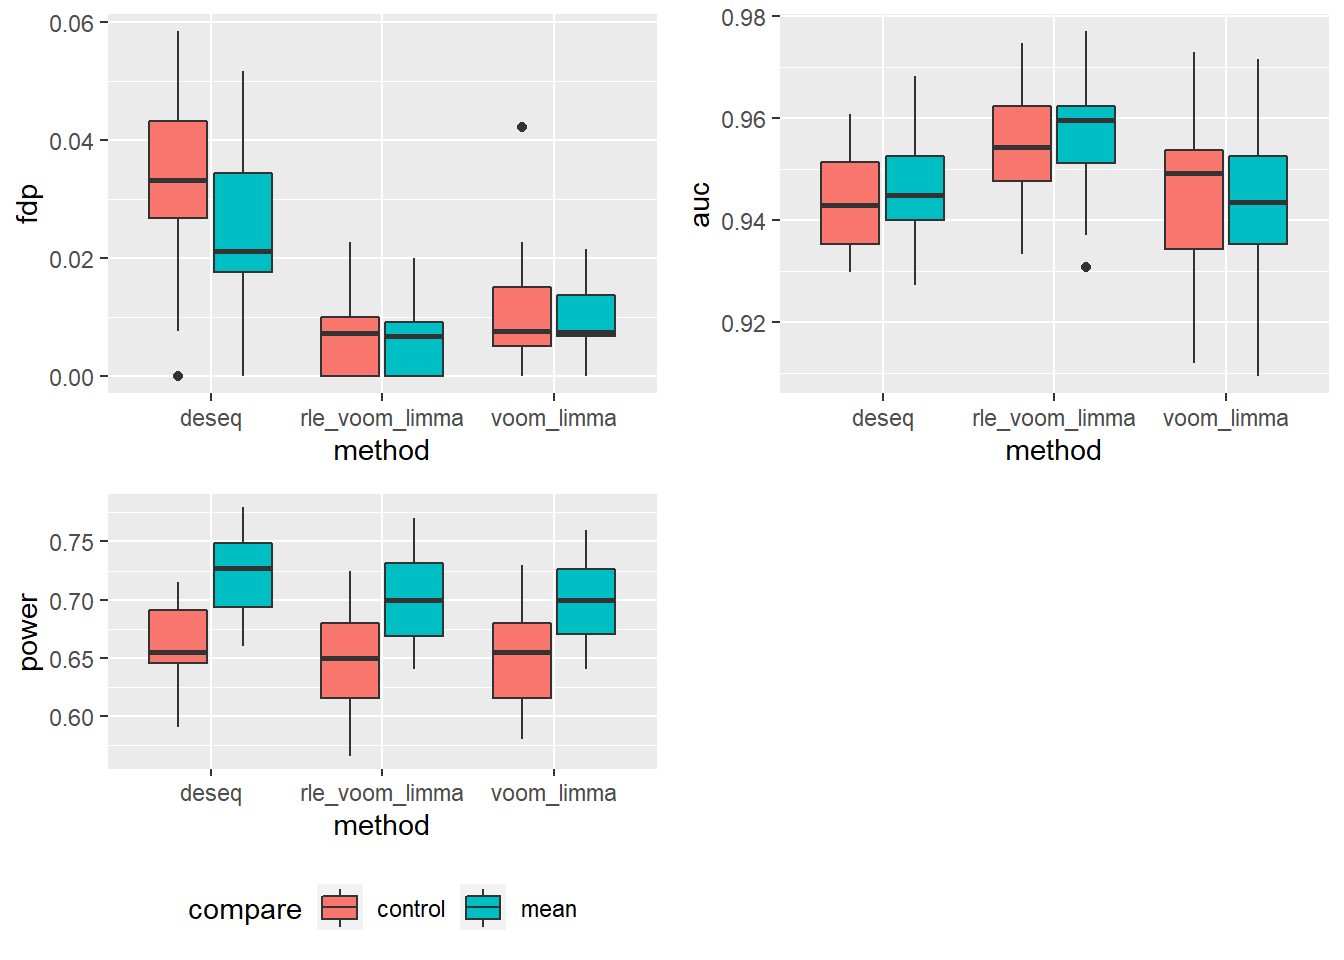 0.06
0.04
0.02
0.00
fdp
deseq rle_voom_limma voom_limma
method
0.98
0.96
0.94
0.92
auc
deseq rle_voom_limma voom_limma
method
0.75
0.70
0.65
0.60
power
deseq rle_voom_limma voom_limma
method
compare control mean